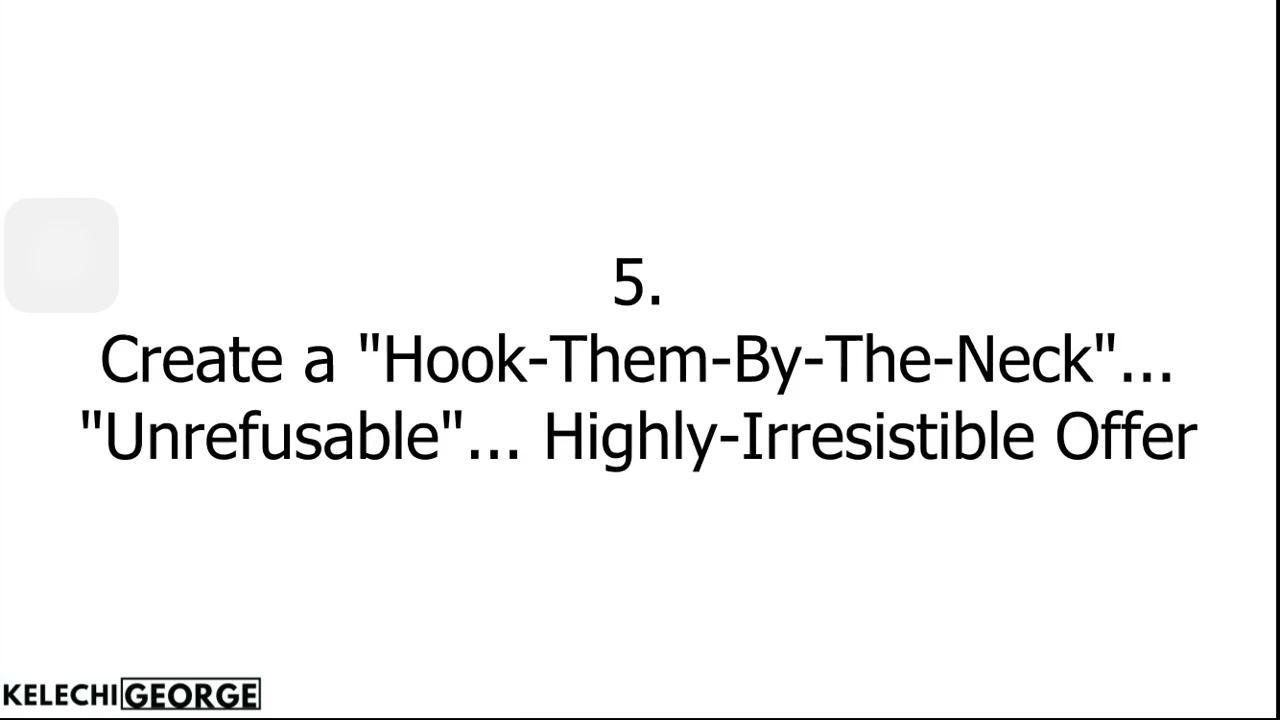 5.
Create a "Hook-Them-By-The-Neck"...
"Unrefusable"... Highly-Irresistible Offer
KELECHI GEORGE